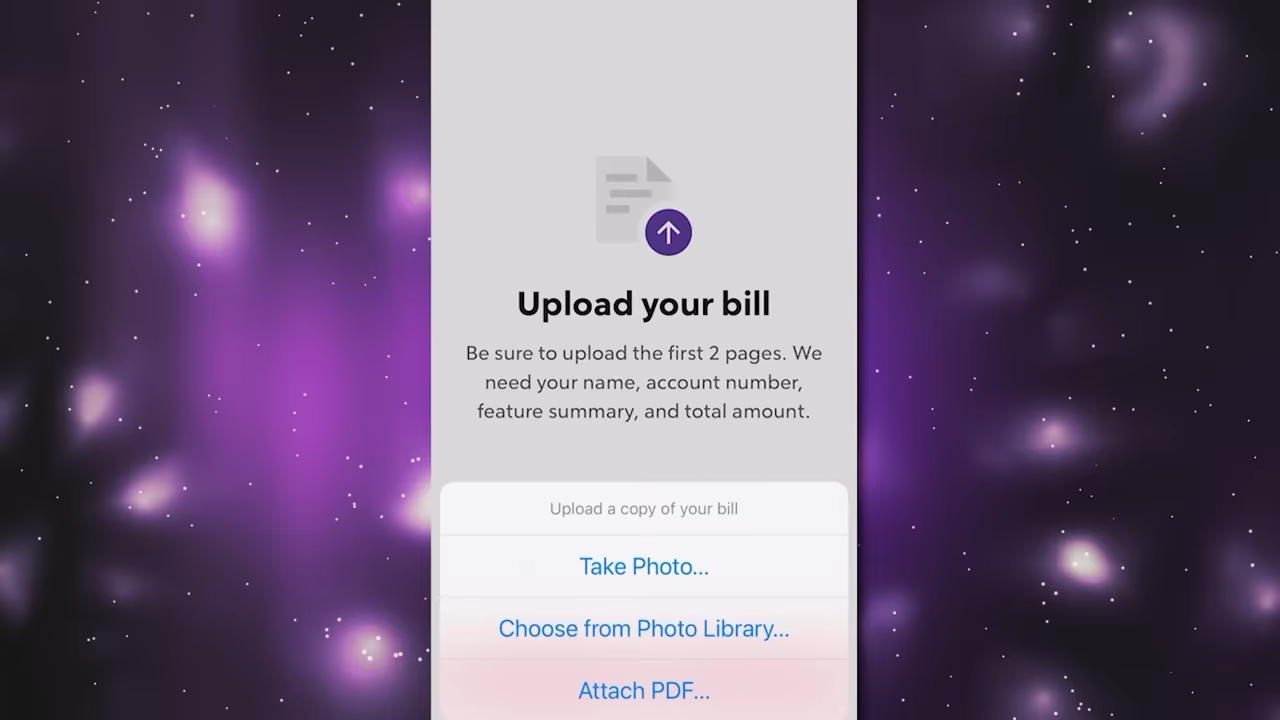 Upload your bill
Be sure to upload the first 2 pages. We
need your name, account number,
feature summary, and total amount.
Upload a copy of your bill
Take Photo...
Choose from Photo Library...
Attach PDF...